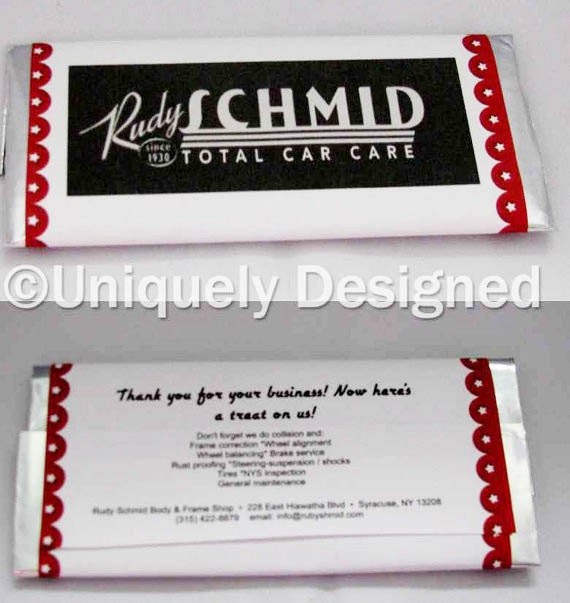 Rudy SCHMID
since 1930
TOTAL CAR CARE
©Uniquely Designed
Thank you for your business! Now here's
a treat on us!
Don't forget we do collision and:
Frame correction *Wheel alignment
Wheel balancing* Brake service
Rust proofing *Steering-suspension / shocks
Tires *NYS inspection
General maintenance
Rudy Schmid Body & Frame Shop • 228 East Hiawatha Blvd • Syracuse, NY 13208
(315) 422-8679 email: info@rubyshmid.com